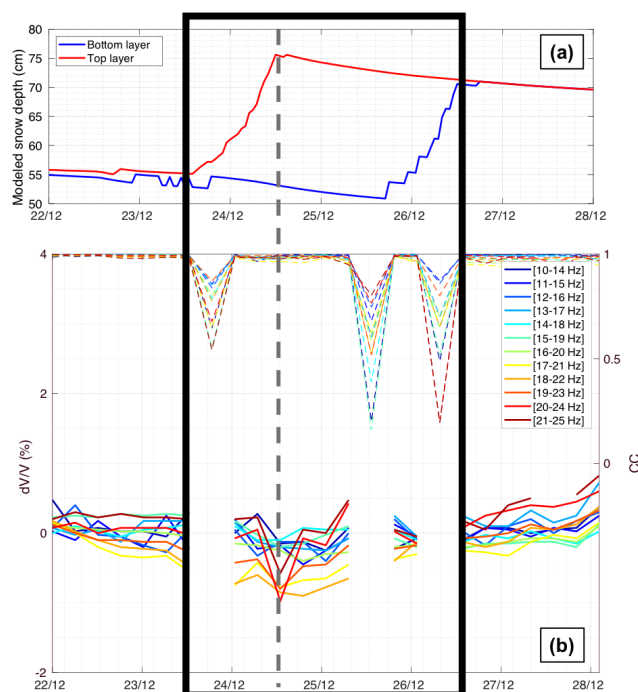 (a)
Bottom layer
Top layer
Modeled snow depth (cm)
80
75
70
65
60
55
50
22/12 23/12 24/12 25/12 26/12 27/12 28/12
4
2
0
-2
dV/V (%)
1
0.5
0
CC
[10-14 Hz]
[11-15 Hz]
[12-16 Hz]
[13-17 Hz]
[14-18 Hz]
[15-19 Hz]
[16-20 Hz]
[17-21 Hz]
[18-22 Hz]
[19-23 Hz]
[20-24 Hz]
[21-25 Hz]
(b)
22/12 23/12 24/12 25/12 26/12 27/12 28/12